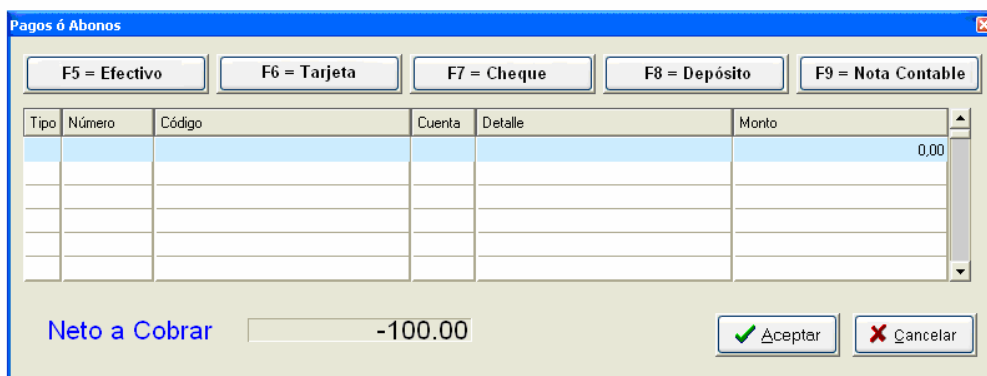 Pagos ó Abonos
F5 = Efectivo F6 = Tarjeta F7 = Cheque F8 = Depósito F9 = Nota Contable
Tipo Número Código Cuenta Detalle Monto
0,00
Neto a Cobrar -100.00 Aceptar Cancelar